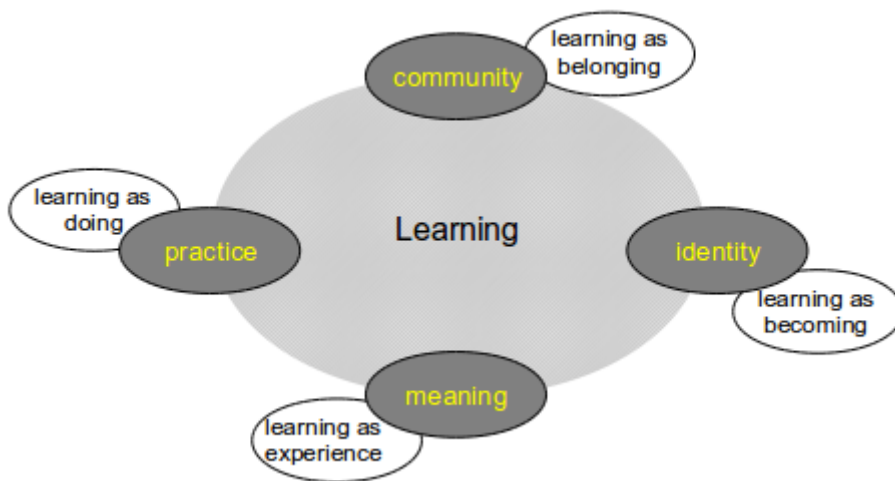 learning as
belonging
community
learning as
doing
practice
Learning
identity
learning as
becoming
meaning
learning as
experience